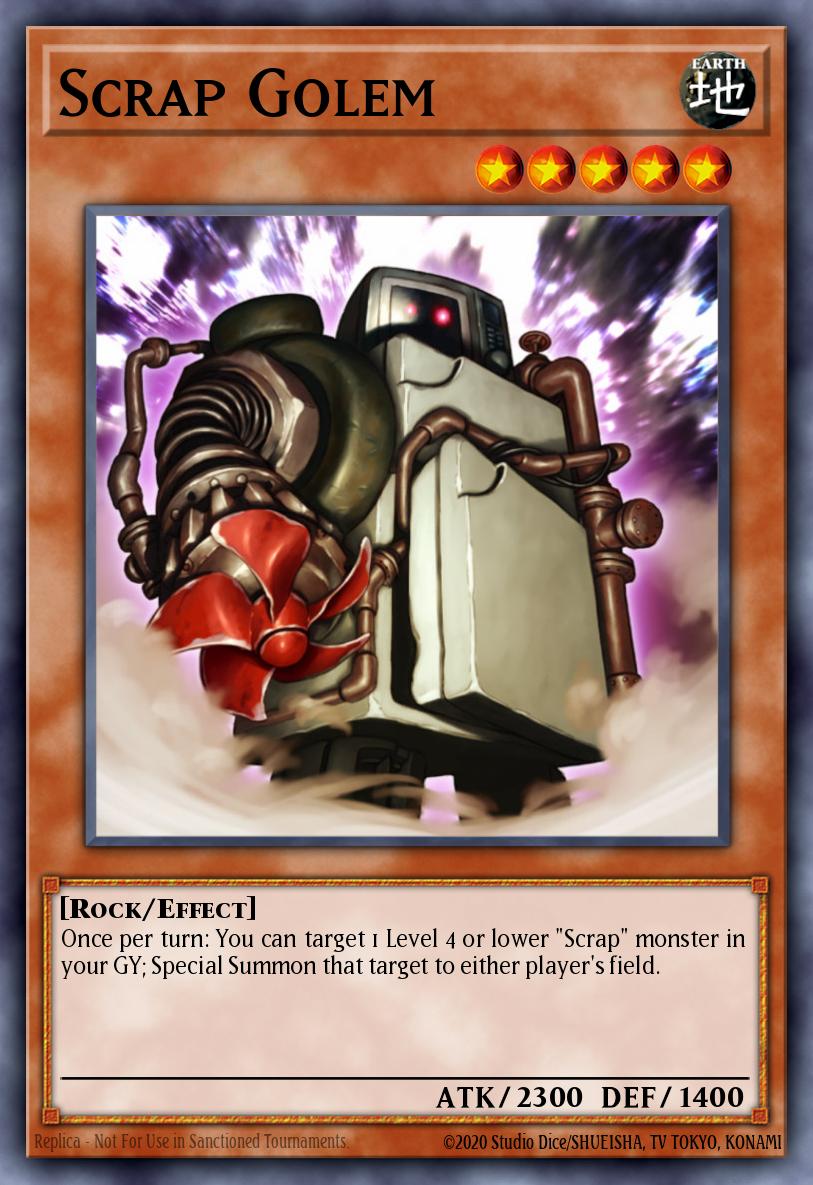 Scrap Golem
EARTH
地
[Rock/Effect]
Once per turn: You can target 1 Level 4 or lower "Scrap" monster in
your GY; Special Summon that target to either player's field.
ATK/2300 DEF/1400
Replica - Not For Use in Sanctioned Tournaments.
©2020 Studio Dice/SHUEISHA, TV TOKYO, KONAMI